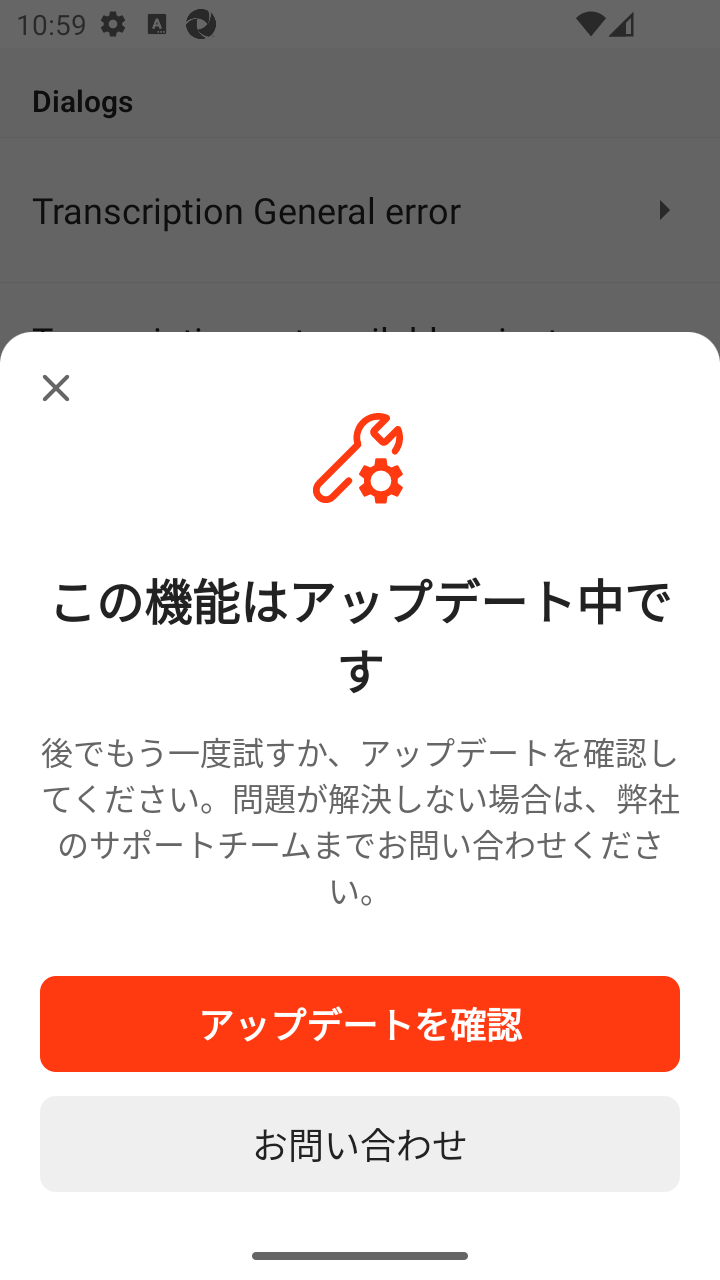 10:59
Dialogs
Transcription General error
この機能はアップデート中で
す
後でもう一度試すか、アップデートを確認し
てください。問題が解決しない場合は、弊社
のサポートチームまでお問い合わせくださ
い。
アップデートを確認
お問い合わせ